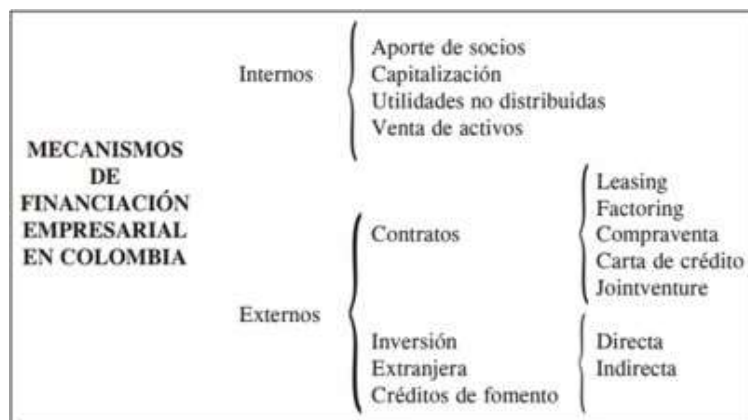 MECANISMOS
DE
FINANCIACIÓN
EMPRESARIAL
EN COLOMBIA
Internos
Aporte de socios
Capitalización
Utilidades no distribuidas
Venta de activos
Externos
Contratos
Leasing
Factoring
Compraventa
Carta de crédito
Jointventure
Inversión
Extranjera
Créditos de fomento
Directa
Indirecta